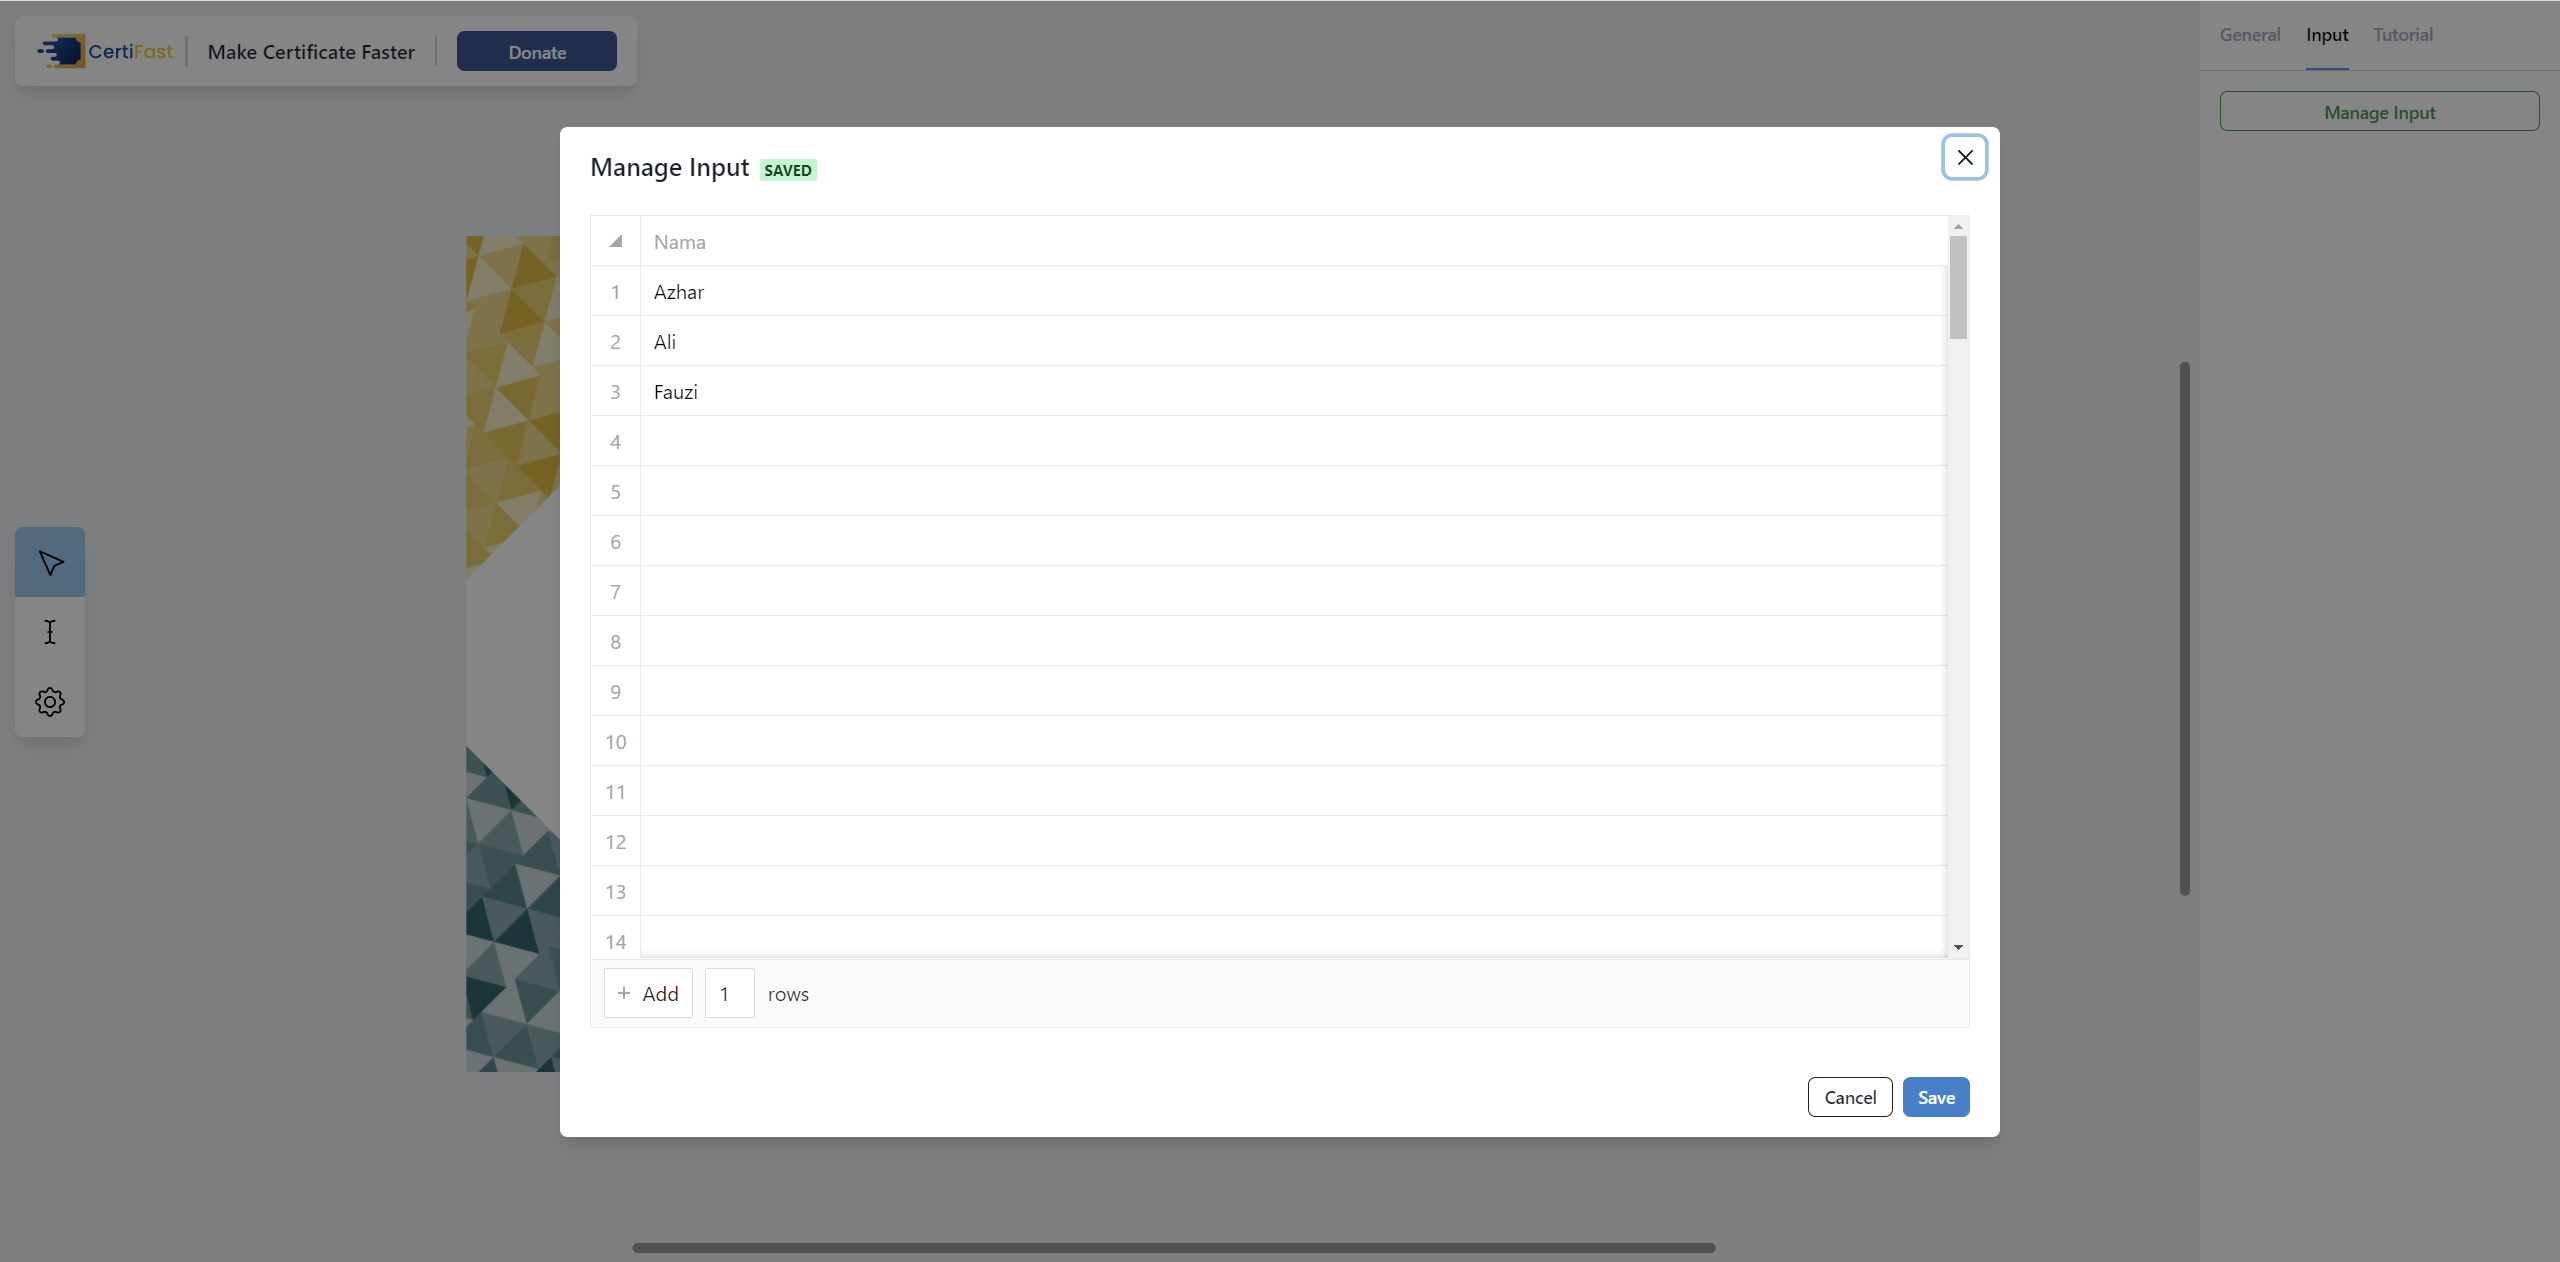 CertiFast
Make Certificate Faster
Donate
General
Input
Tutorial
Manage Input
Manage Input SAVED
Nama
1 Azhar
2 Ali
3 Fauzi
4
5
6
7
8
9
10
11
12
13
14
+ Add 1 rows
Cancel
Save